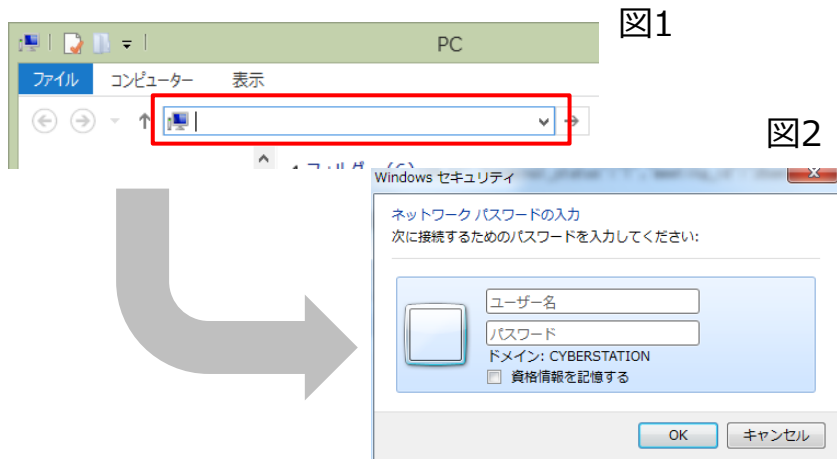 図1
PC
ファイル コンピューター 表示
図2
Windows セキュリティ
ネットワーク パスワードの入力
次に接続するためのパスワードを入力してください:
ユーザー名
パスワード
ドメイン: CYBERSTATION
資格情報を記憶する
OK キャンセル